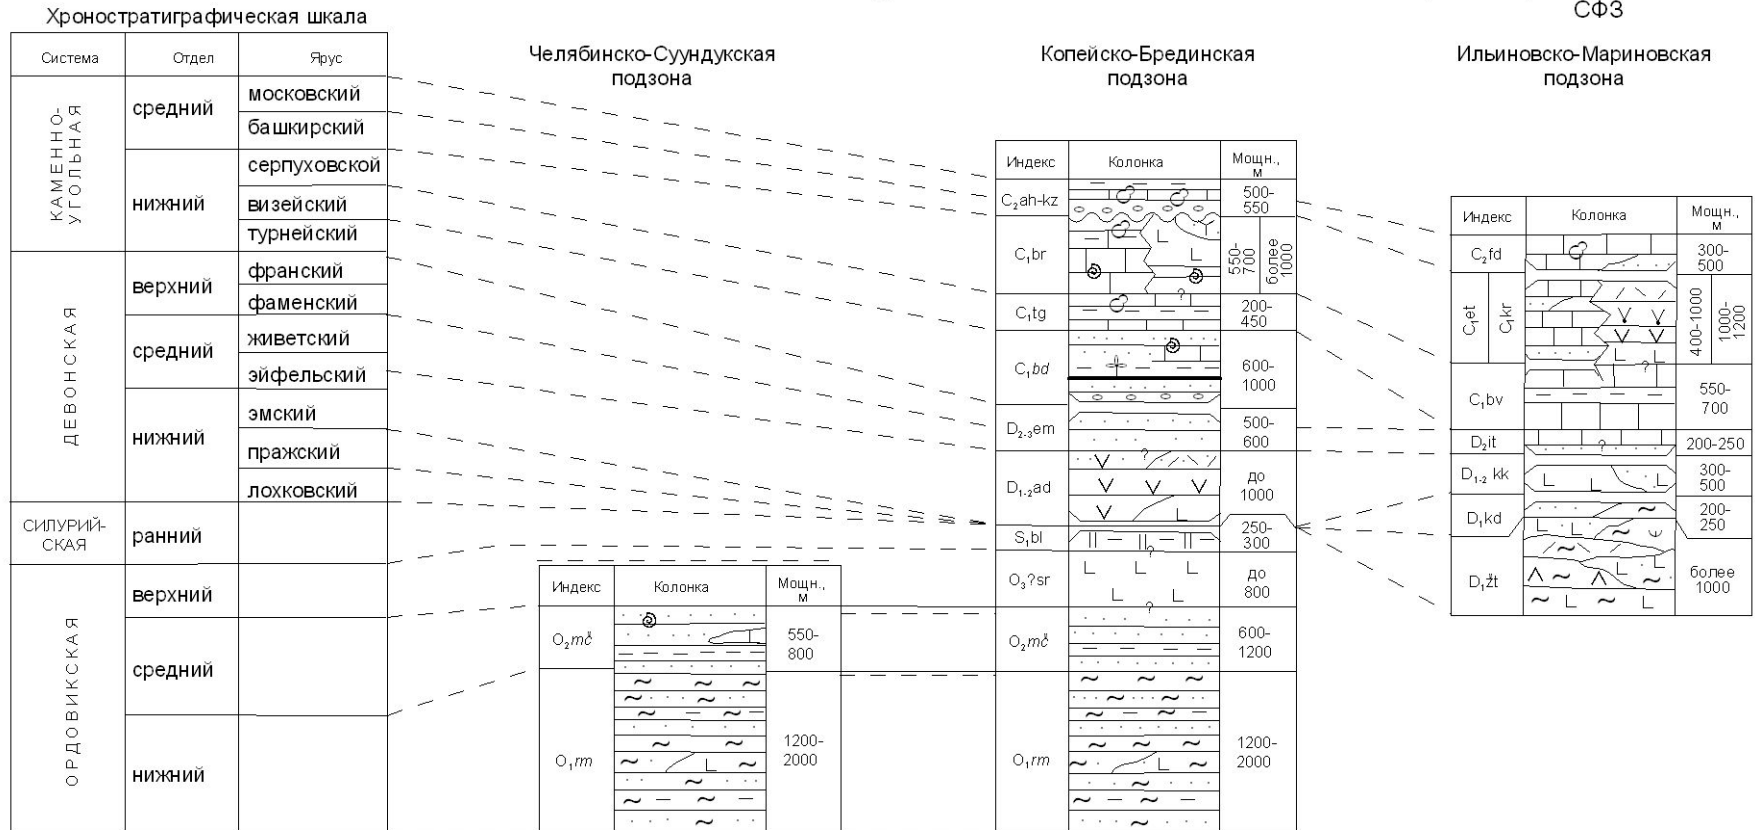 СФЗ
Хроностратиграфическая шкала
Система
Отдел
Ярус
КАМЕННО-
УГОЛЬНАЯ
средний
московский
башкирский
нижний
серпуховской
визейский
турнейский
ДЕВОНСКАЯ
верхний
франский
фаменский
средний
живетский
эйфельский
нижний
эмский
пражский
лохковский
СИЛУРИЙ-
СКАЯ
ранний
ОРДОВИКСКАЯ
верхний
средний
нижний
Челябинско-Суундукская
подзона
Индекс
Колонка
Мощн.,
м
O₂mč
550-
800
O₁rm
1200-
2000
Копейско-Брединская
подзона
Индекс
Колонка
Мощн.,
м
C₂ah-kz
500-
550
C₁br
550-
700
более
1000
?
C₁tg
200-
450
C₁bd
600-
1000
D₂₋₃em
500-
600
?
D₁₋₂ad
до
1000
S₁bl
250-
300
?
O₃?sr
до
800
?
O₂mč
600-
1200
O₁rm
1200-
2000
Ильиновско-Мариновская
подзона
Индекс
Колонка
Мощн.,
м
C₂fd
300-
500
C₁et
C₁kr
400-1000
1000-
1200
?
C₁bv
550-
700
D₂it
?
200-250
D₁₋₂ kk
300-
500
D₁kd
200-
250
D₁žt
более
1000